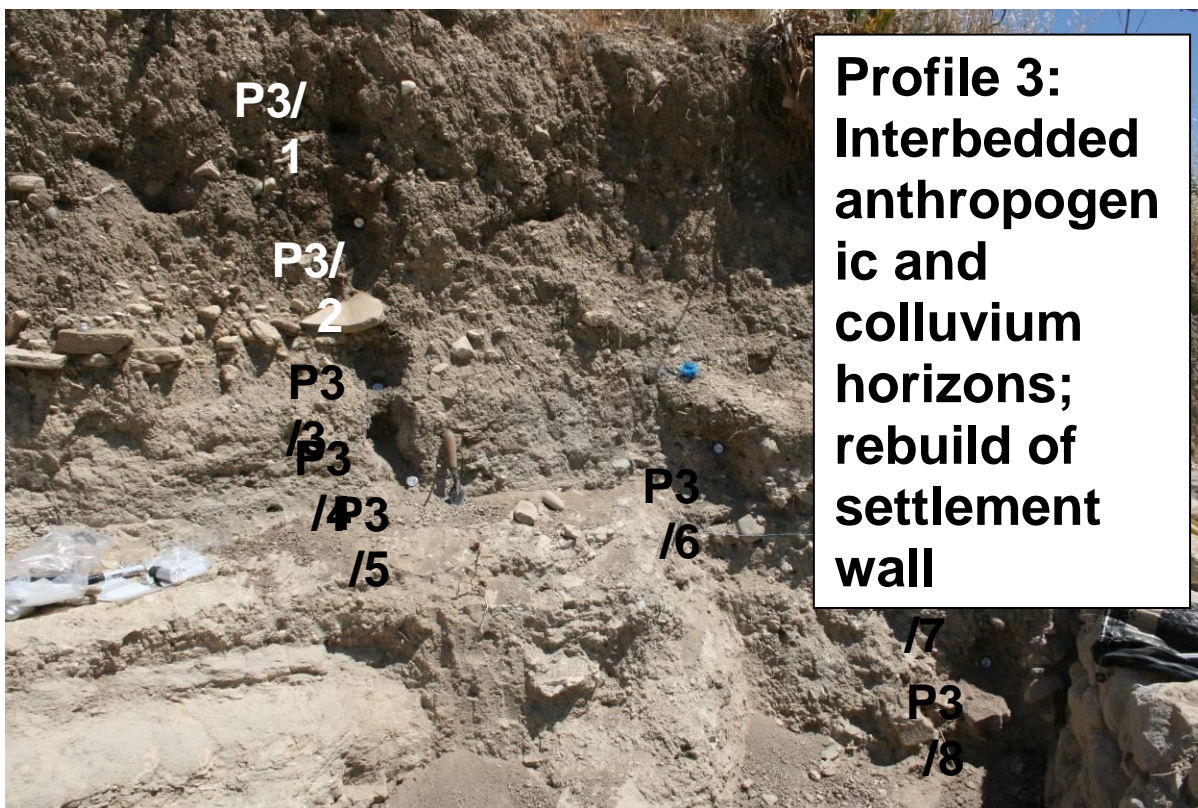 P3/
1
P3/
2
P3
/3
P3
/4
P3
/5
P3
/6
/7
P3
/8
Profile 3:
Interbedded
anthropogen
ic and
colluvium
horizons;
rebuild of
settlement
wall